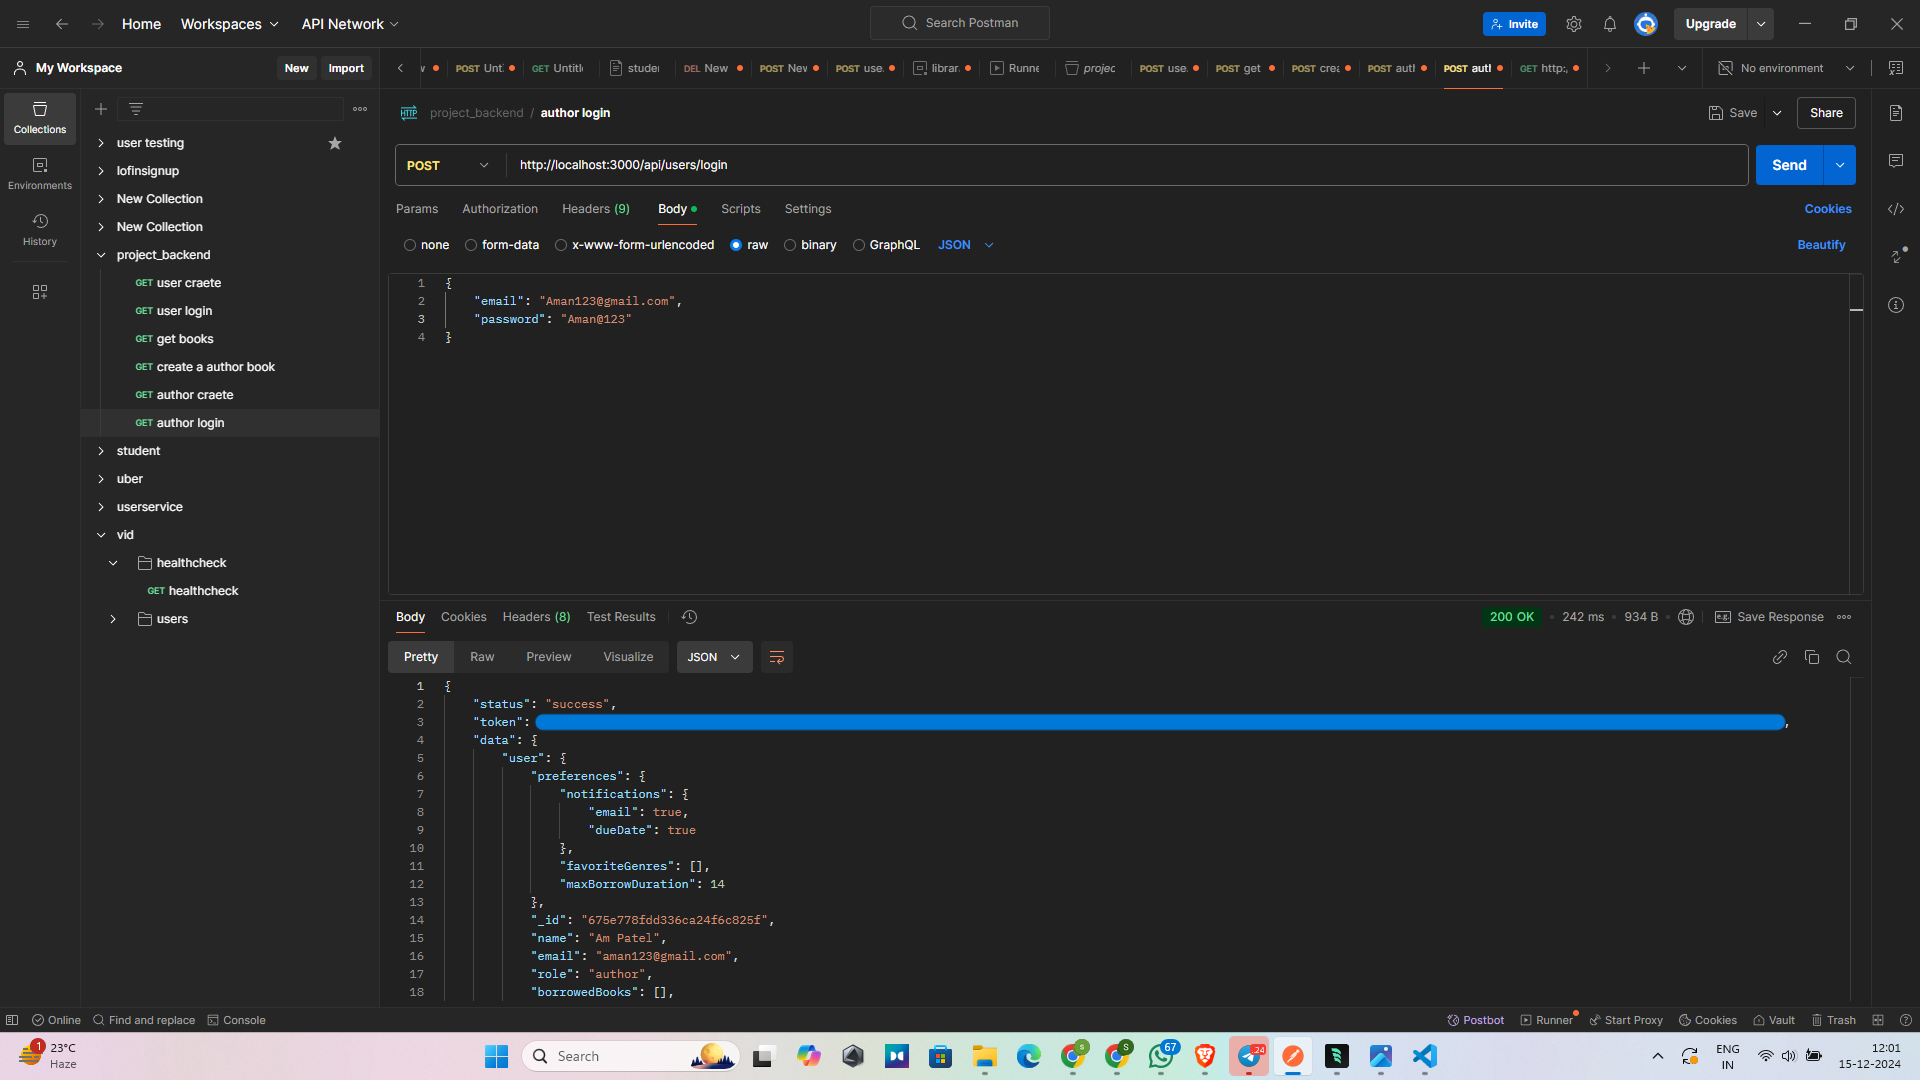 Home Workspaces API Network Search Postman Invite Upgrade
My Workspace New Import
w POST Unt DEL GET Untitle studer DEL New POST New POST use. librar. Runne projec POST use. POST get POST crea POST autl POST autl GET http:, No environment
project_backend / author login Save Share
Collections
Environments
History
user testing
lofinsignup
New Collection
New Collection
project_backend
GET user craete
GET user login
GET get books
GET create a author book
GET author craete
GET author login
student
uber
userservice
vid
healthcheck
GET healthcheck
users
POST http://localhost:3000/api/users/login Send
Params Authorization Headers (9) Body Scripts Settings Cookies
none form-data x-www-form-urlencoded raw binary GraphQL JSON Beautify
1 {
2 "email": "Aman123@gmail.com",
3 "password": "Aman@123"
4 }
Body Cookies Headers (8) Test Results 200 OK 242 ms 934 B Save Response
Pretty Raw Preview Visualize JSON
1 {
2 "status": "success",
3 "token": ,
4 "data": {
5 "user": {
6 "preferences": {
7 "notifications": {
8 "email": true,
9 "dueDate": true
10 },
11 "favoriteGenres": [],
12 "maxBorrowDuration": 14
13 },
14 "_id": "675e778fdd336ca24f6c825f",
15 "name": "Am Patel",
16 "email": "aman123@gmail.com",
17 "role": "author",
18 "borrowedBooks": [],
Online Find and replace Console Postbot Runner Start Proxy Cookies Vault Trash
1 23°C
Haze
Search
S S 67 24
ENG
IN
12:01
15-12-2024